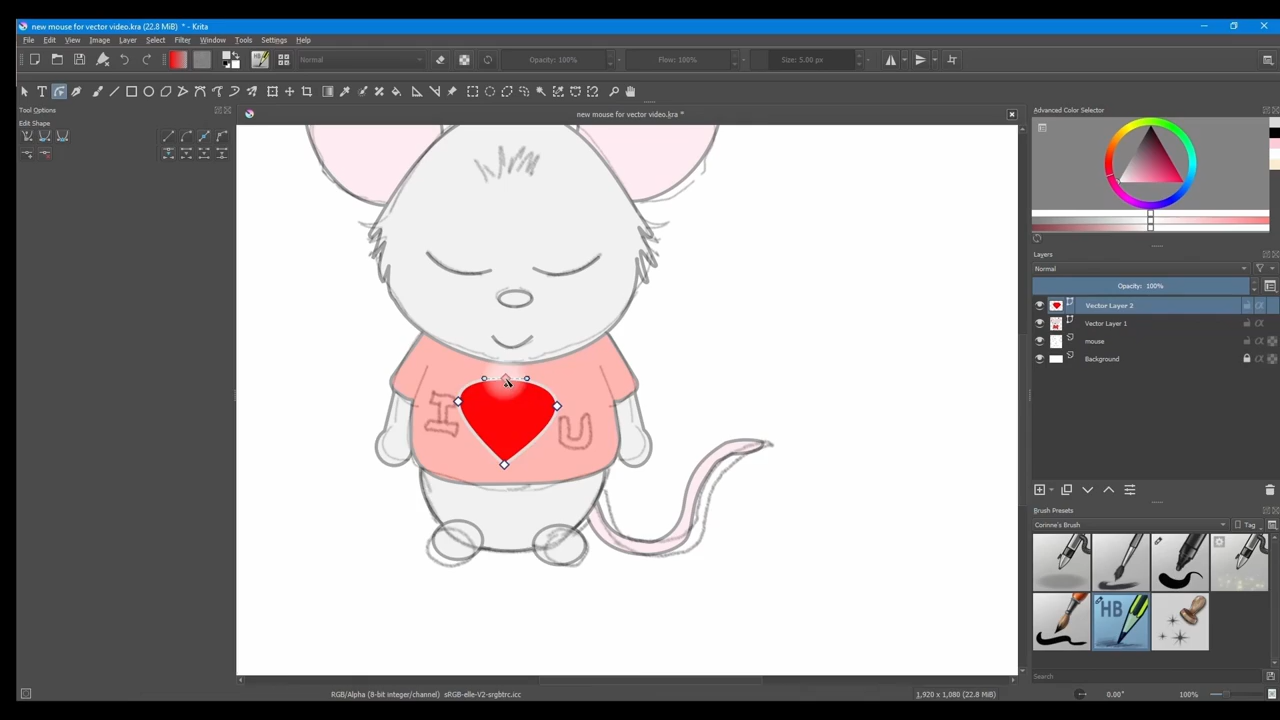 new mouse for vector video.kra (22.8 MiB) * - Krita
File Edit View Image Layer Select Filter Tools Window Settings Help
Normal Opacity: 100% Flow: 100% Size: 5.00 px
Tool Options
Edit Shape
new mouse for vector video.kra *
I U
Advanced Color Selector
Layers
Normal
Opacity: 100%
Vector Layer 2
Vector Layer 1
mouse
Background
Brush Presets
Corinne's Brush Tag
HB
Search
RGB/Alpha (8-bit integer/channel) sRGB-elle-V2-srgbtrc.icc 1,920 x 1,080 (22.8 MiB) 0.00° 100%